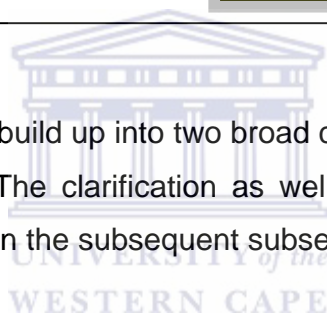 build up into two broad
The clarification as wel
n the subsequent subse
UNIVERSITY of the
WESTERN CAPE